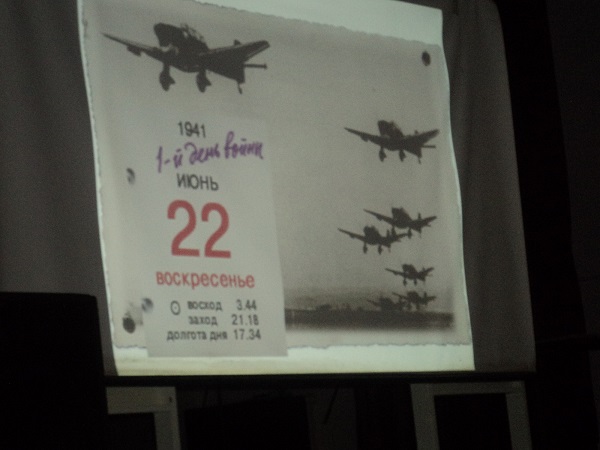 1941
1-й день войны
июнь
22
воскресенье
восход 3.44
заход 21.18
долгота дня 17.34